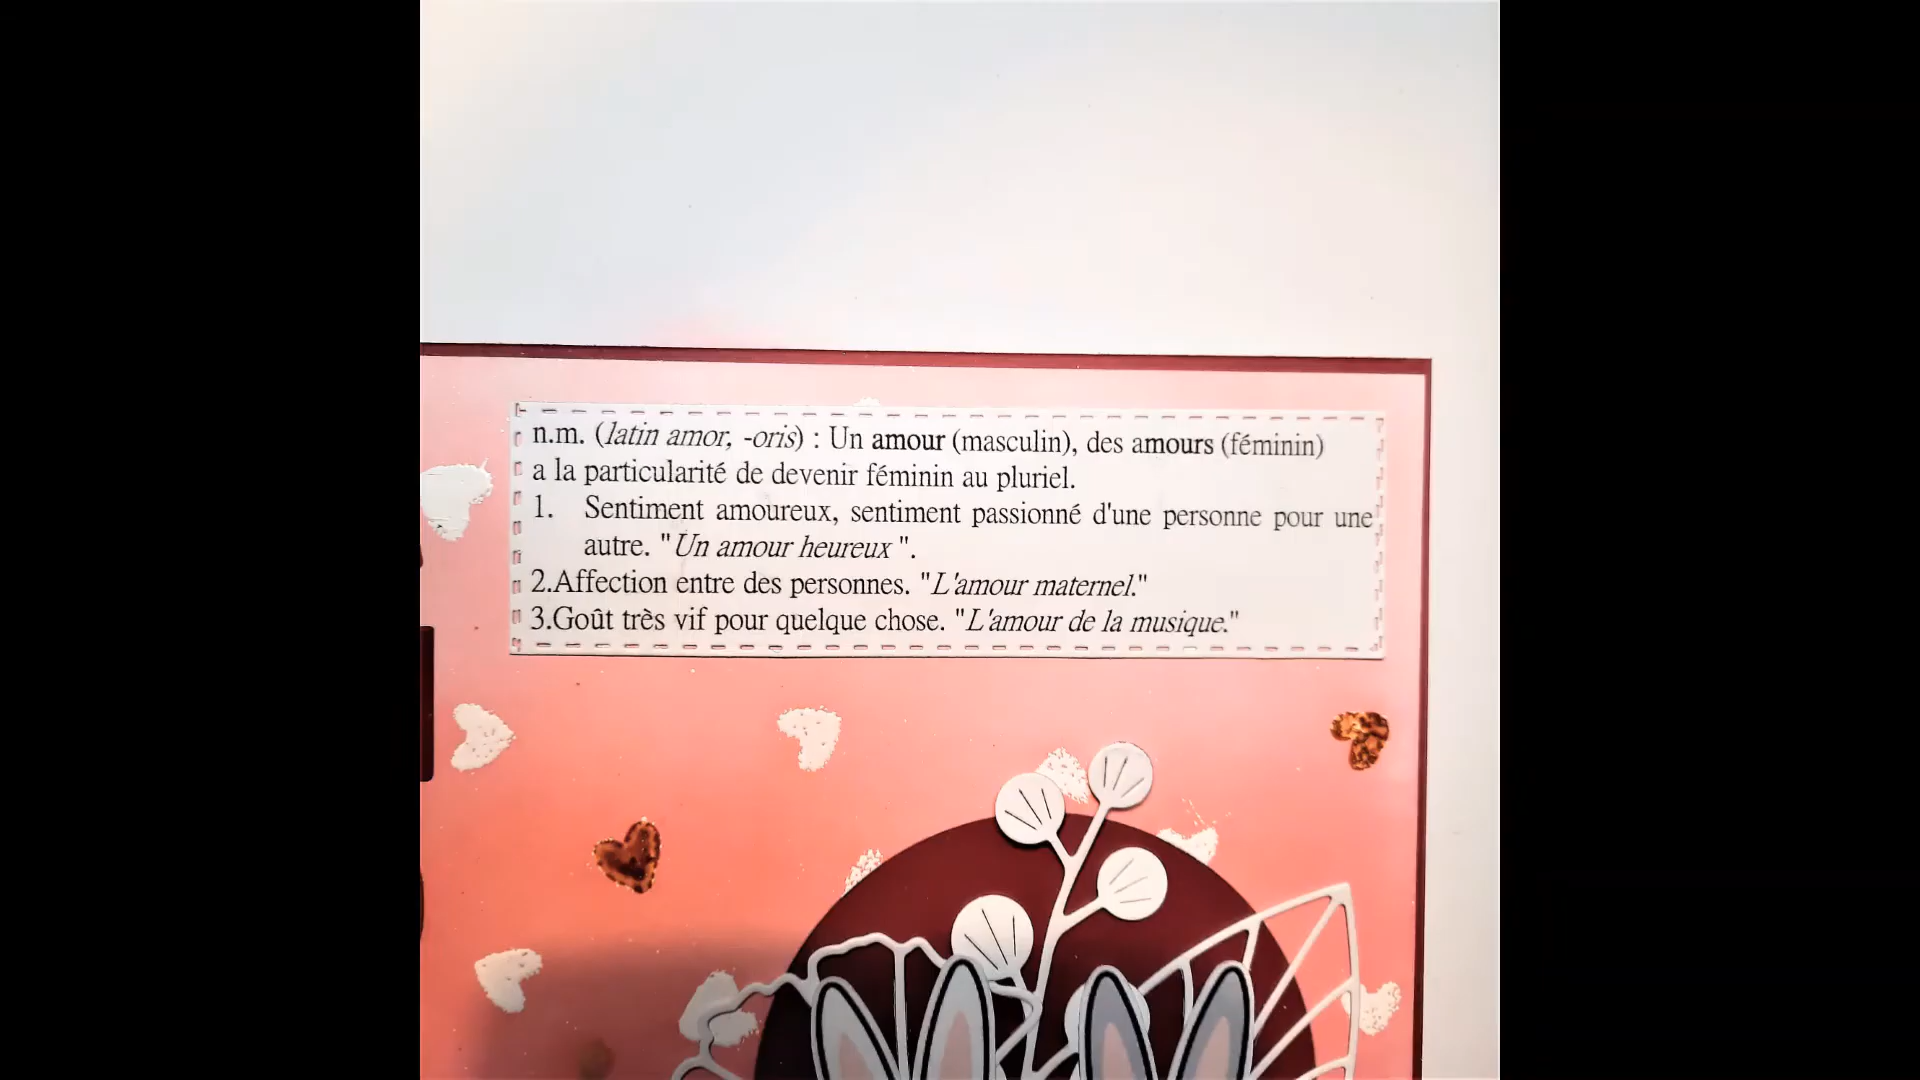 n.m. (latin amor, -oris) : Un amour (masculin), des amours (féminin)
a la particularité de devenir féminin au pluriel.
1. Sentiment amoureux, sentiment passionné d'une personne pour une
autre. "Un amour heureux ".
2.Affection entre des personnes. "L'amour maternel."
3.Goût très vif pour quelque chose. "L'amour de la musique."